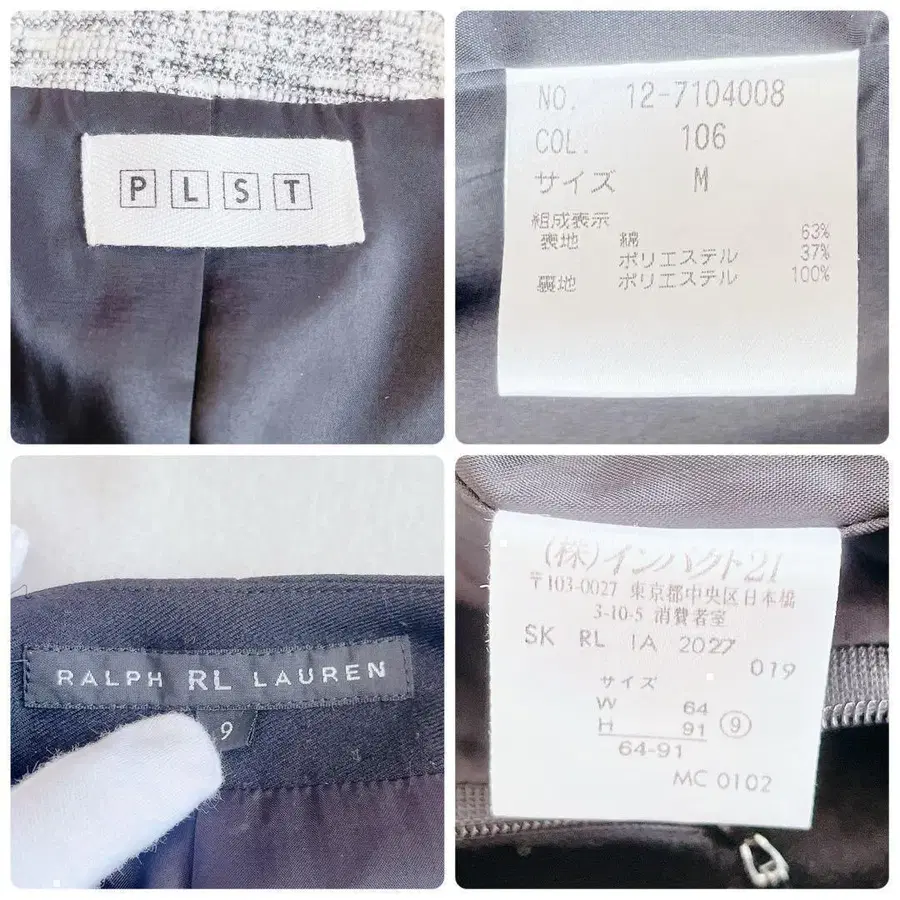 PLST
NO. 12-7104008
COL. 106
サイズ M
組成表示
表地 綿 63%
ポリエステル 37%
裏地 ポリエステル 100%
RALPH RL LAUREN
9
(株)インパクト21
〒103-0027 東京都中央区日本橋
3-10-5 消費者室
SK RL IA 2027
019
サイズ
W 64
H 91 ⑨
64-91
MC 0102